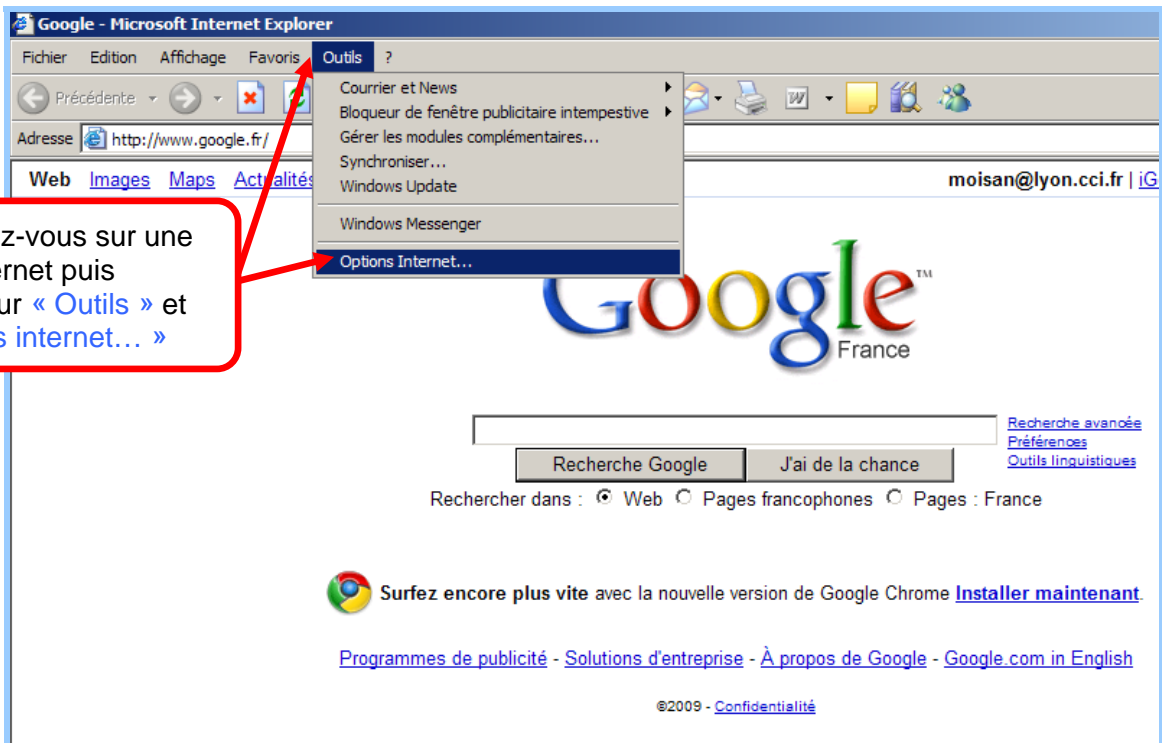 Google - Microsoft Internet Explorer
Fichier Edition Affichage Favoris Outils ?
Précédente
Courrier et News
Bloqueur de fenêtre publicitaire intempestive
Gérer les modules complémentaires...
Synchroniser...
Windows Update
Windows Messenger
Options Internet...
Adresse http://www.google.fr/
Web Images Maps Actualités
moisan@lyon.cci.fr | iG
z-vous sur une
ernet puis
ur « Outils » et
s internet… »
Google™
France
Recherche avancée
Préférences
Outils linguistiques
Recherche Google J'ai de la chance
Rechercher dans : Web Pages francophones Pages : France
Surfez encore plus vite avec la nouvelle version de Google Chrome Installer maintenant.
Programmes de publicité - Solutions d'entreprise - À propos de Google - Google.com in English
©2009 - Confidentialité